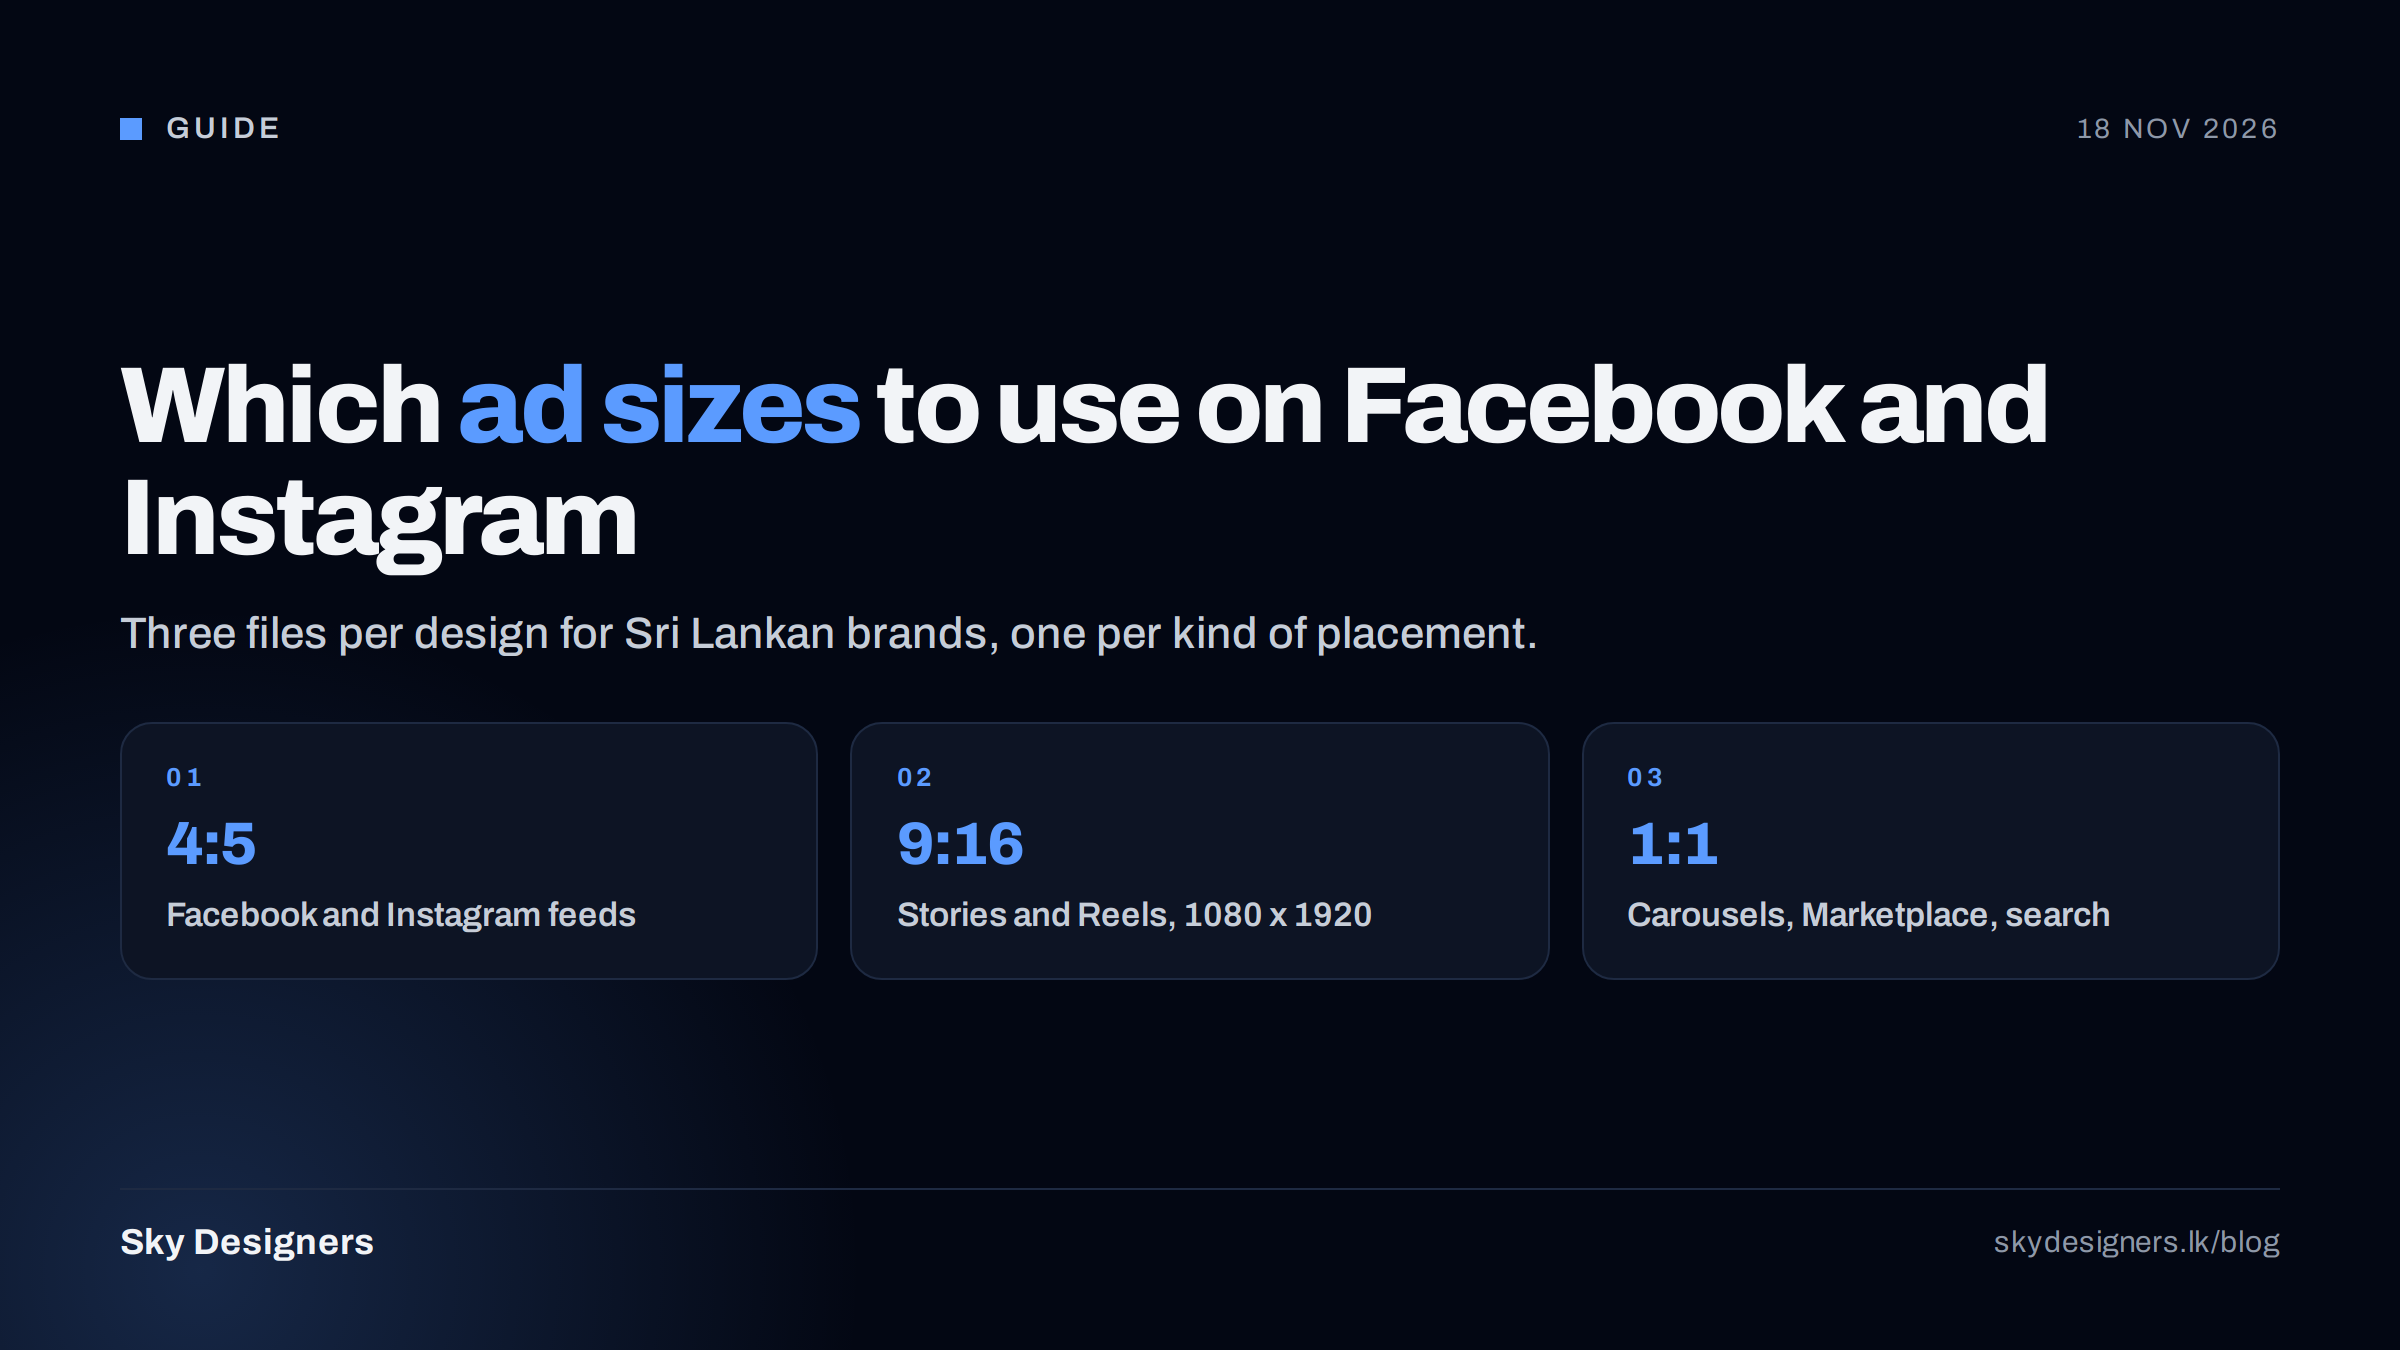 GUIDE
18 NOV 2026
Which ad sizes to use on Facebook and
Instagram
Three files per design for Sri Lankan brands, one per kind of placement.
01
4:5
Facebook and Instagram feeds
02
9:16
Stories and Reels, 1080 x 1920
03
1:1
Carousels, Marketplace, search
Sky Designers
skydesigners.lk/blog